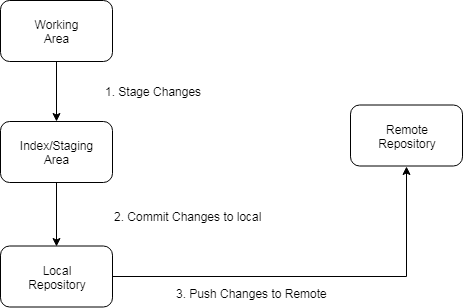 Working
Area
1. Stage Changes
Index/Staging
Area
Remote
Repository
2. Commit Changes to local
Local
Repository
3. Push Changes to Remote